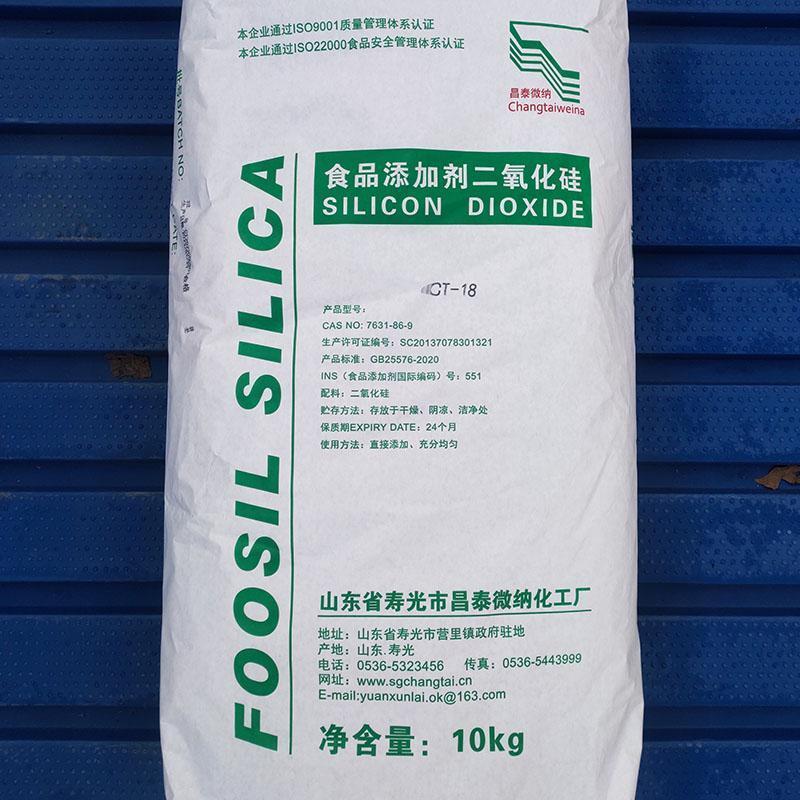 本企业通过ISO9001质量管理体系认证
本企业通过ISO22000食品安全管理体系认证
昌泰微纳
Changtaiweina
批号BATCH NO:
FOOSIL SILICA
食品添加剂二氧化硅
SILICON DIOXIDE
CT-18
产品型号:
CAS NO: 7631-86-9
生产许可证编号: SC20137078301321
产品标准: GB25576-2020
INS (食品添加剂国际编码) 号: 551
配料: 二氧化硅
贮存方法: 存放于干燥、阴凉、洁净处
保质期EXPIRY DATE: 24个月
使用方法: 直接添加、充分均匀
山东省寿光市昌泰微纳化工厂
地址: 山东省寿光市营里镇政府驻地
产地: 山东.寿光
电话: 0536-5323456 传真: 0536-5443999
网址: www.sgchangtai.cn
E-mail:yuanxunlai.ok@163.com
净含量: 10kg